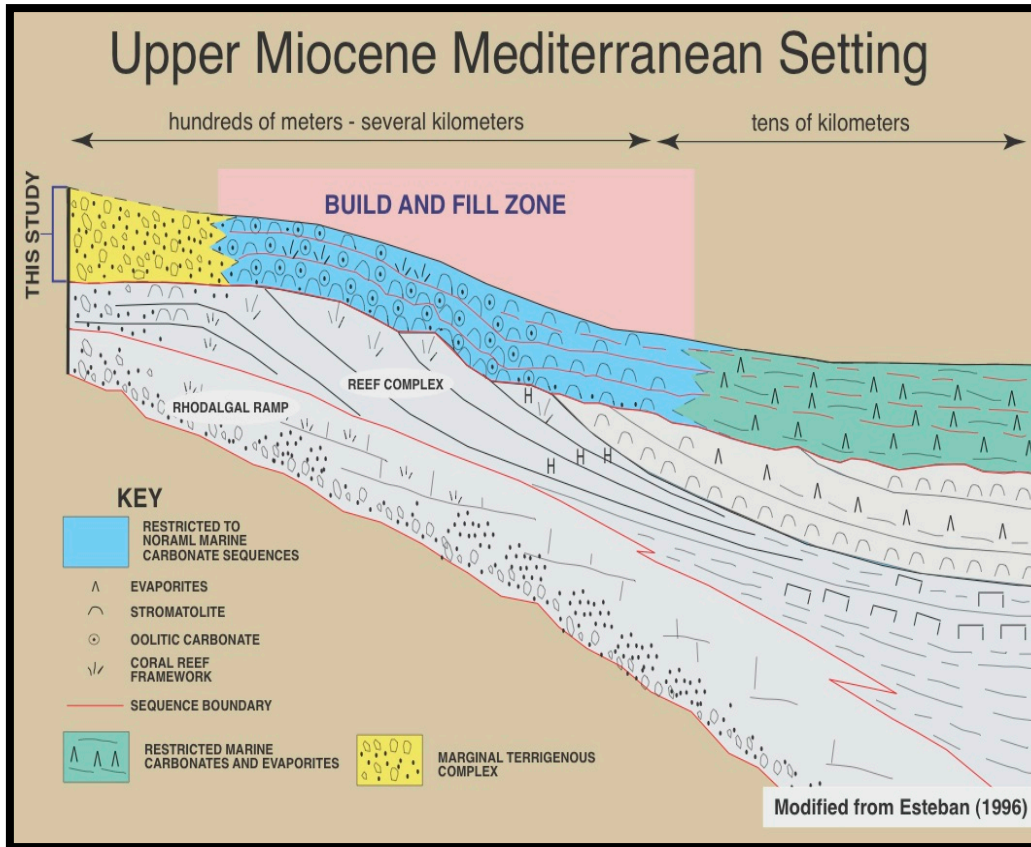 Upper Miocene Mediterranean Setting
hundreds of meters - several kilometers
tens of kilometers
THIS STUDY
BUILD AND FILL ZONE
REEF COMPLEX
RHODALGAL RAMP
H
H
H
H
KEY
RESTRICTED TO
NORAML MARINE
CARBONATE SEQUENCES
EVAPORITES
STROMATOLITE
OOLITIC CARBONATE
CORAL REEF
FRAMEWORK
SEQUENCE BOUNDARY
RESTRICTED MARINE
CARBONATES AND EVAPORITES
MARGINAL TERRIGENOUS
COMPLEX
Modified from Esteban (1996)